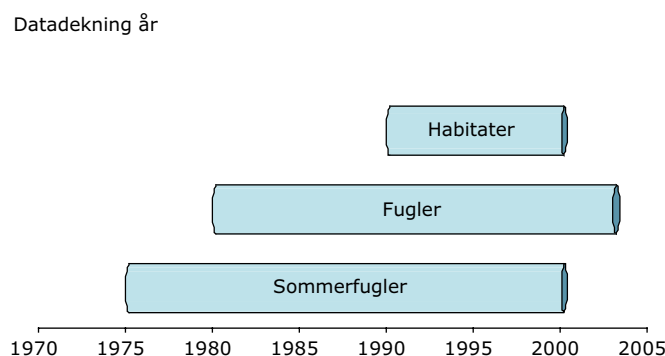 Datadekning år
Habitater
Fugler
Sommerfugler
1970 1975 1980 1985 1990 1995 2000 2005